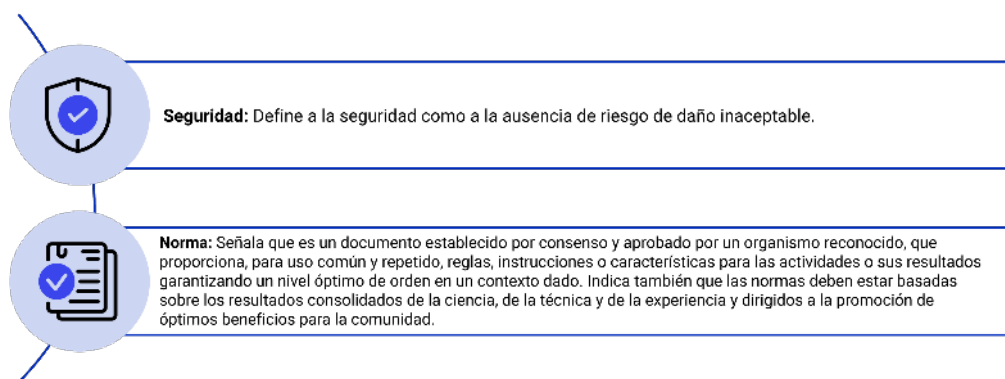 Seguridad: Define a la seguridad como a la ausencia de riesgo de daño inaceptable.
Norma: Señala que es un documento establecido por consenso y aprobado por un organismo reconocido, que
proporciona, para uso común y repetido, reglas, instrucciones o características para las actividades o sus resultados
garantizando un nivel óptimo de orden en un contexto dado. Indica también que las normas deben estar basadas
sobre los resultados consolidados de la ciencia, de la técnica y de la experiencia y dirigidos a la promoción de
óptimos beneficios para la comunidad.